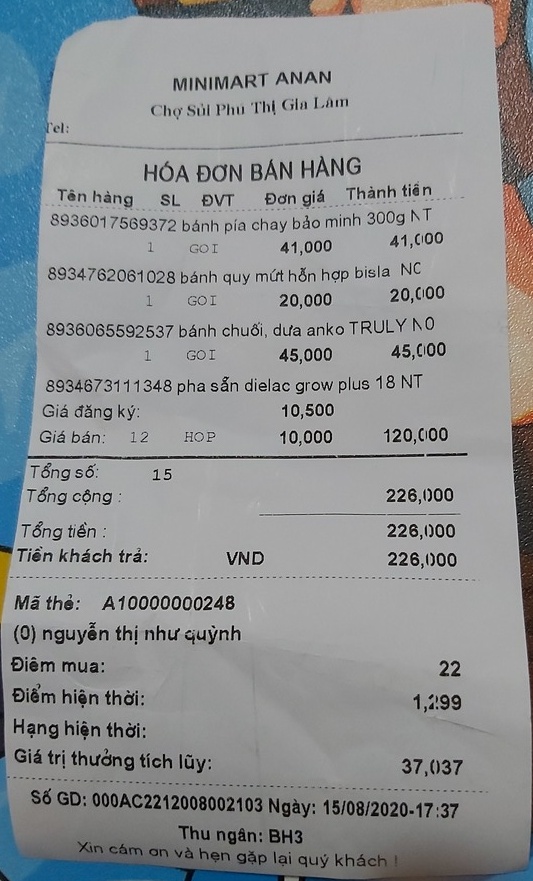 MINIMART ANAN
Chợ Sủi Phú Thị Gia Lâm
Tel:
HÓA ĐƠN BÁN HÀNG
Tên hàng SL ĐVT Đơn giá Thành tiền
8936017569372 bánh pía chay bảo minh 300g NT
1 GOI 41,000 41,000
8934762061028 bánh quy mứt hỗn hợp bisla NC
1 GOI 20,000 20,000
8936065592537 bánh chuối, dưa anko TRULY N0
1 GOI 45,000 45,000
8934673111348 pha sẵn dielac grow plus 18 NT
Giá đăng ký: 10,500
Giá bán: 12 HOP 10,000 120,000
Tổng số: 15
Tổng cộng : 226,000
Tổng tiền : 226,000
Tiền khách trả: VND 226,000
Mã thẻ: A10000000248
(0) nguyễn thị như quỳnh
Điểm mua: 22
Điểm hiện thời: 1,299
Hạng hiện thời:
Giá trị thưởng tích lũy: 37,037
Số GD: 000AC2212008002103 Ngày: 15/08/2020-17:37
Thu ngân: BH3
Xin cám ơn và hẹn gặp lại quý khách !